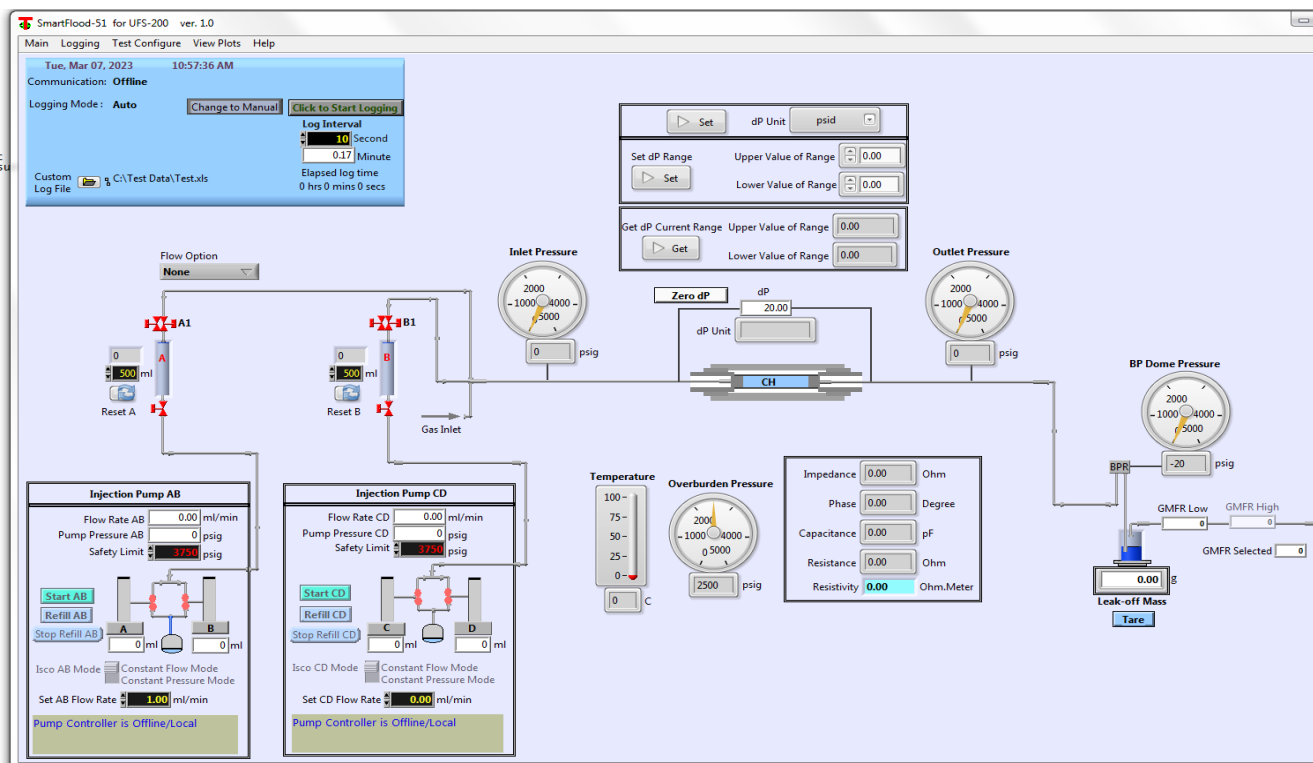 SmartFlood-51 for UFS-200 ver. 1.0
Main Logging Test Configure View Plots Help
Tue, Mar 07, 2023 10:57:36 AM
Communication: Offline
Logging Mode: Auto
Change to Manual
Click to Start Logging
Log Interval
10 Second
0.17 Minute
Elapsed log time
0 hrs 0 mins 0 secs
Custom
Log File
C:\Test Data\Test.xls
Set
dP Unit psid
Set dP Range
Set
Upper Value of Range 0.00
Lower Value of Range 0.00
Get dP Current Range
Get
Upper Value of Range 0.00
Lower Value of Range 0.00
Flow Option
None
A1
A
0
500 ml
Reset A
B1
B
0
500 ml
Reset B
Gas Inlet
Inlet Pressure
2000
1000 4000
0 5000
0 psig
Zero dP
dP
20.00
dP Unit
CH
Outlet Pressure
2000
1000 4000
0 5000
0 psig
BP Dome Pressure
2000
1000 4000
0 5000
-20 psig
BPR
GMFR Low
0
GMFR High
0
GMFR Selected 0
0.00 g
Leak-off Mass
Tare
Temperature
100
75
50
25
0
0 C
Overburden Pressure
2000
1000 4000
0 5000
2500 psig
Impedance 0.00 Ohm
Phase 0.00 Degree
Capacitance 0.00 pF
Resistance 0.00 Ohm
Resistivity 0.00 Ohm.Meter
Injection Pump AB
Flow Rate AB 0.00 ml/min
Pump Pressure AB 0 psig
Safety Limit 3750 psig
Start AB
Refill AB
Stop Refill AB
A
0 ml
B
0 ml
Isco AB Mode
Constant Flow Mode
Constant Pressure Mode
Set AB Flow Rate 1.00 ml/min
Pump Controller is Offline/Local
Injection Pump CD
Flow Rate CD 0.00 ml/min
Pump Pressure CD 0 psig
Safety Limit 3750 psig
Start CD
Refill CD
Stop Refill CD
C
0 ml
D
0 ml
Isco CD Mode
Constant Flow Mode
Constant Pressure Mode
Set CD Flow Rate 0.00 ml/min
Pump Controller is Offline/Local